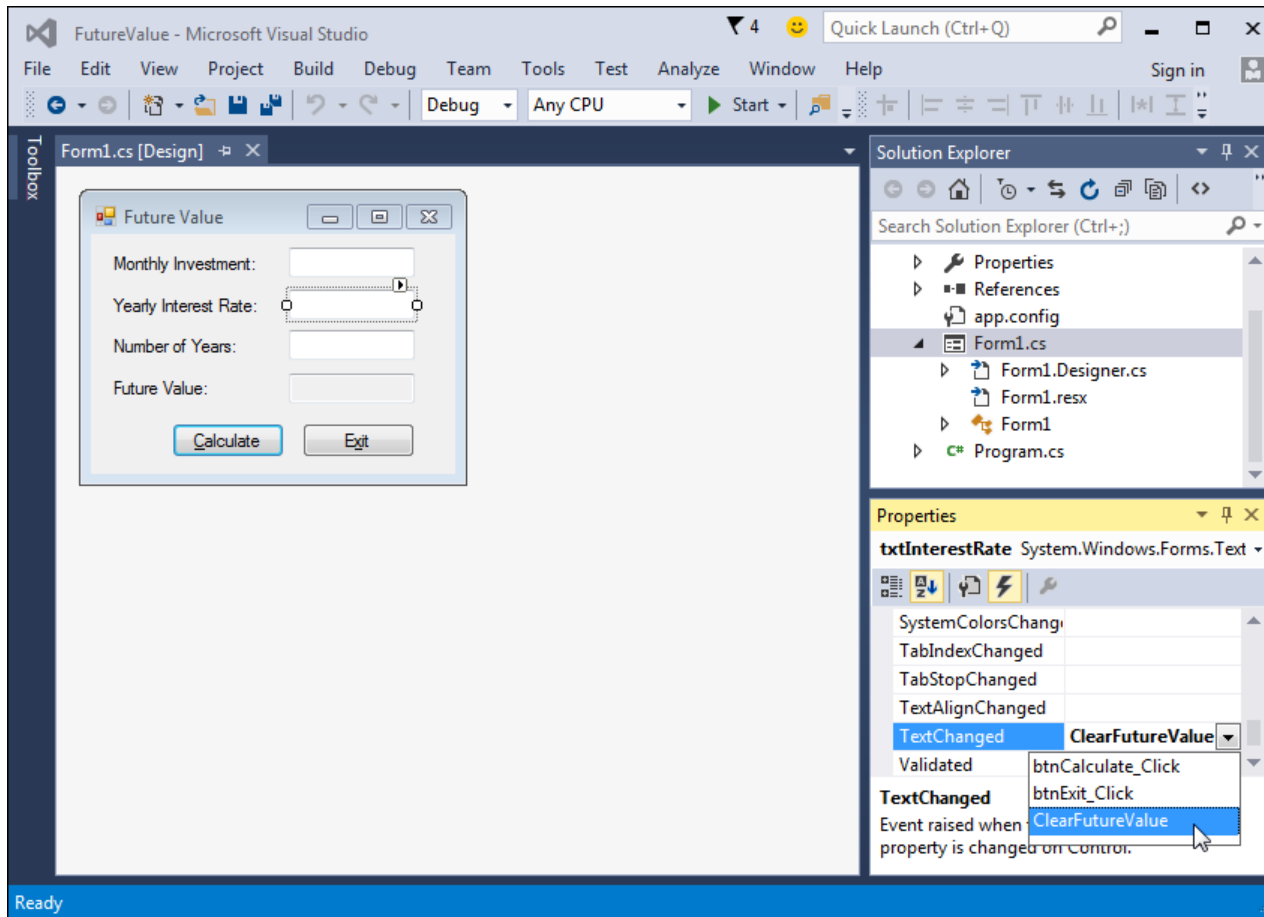 FutureValue - Microsoft Visual Studio
4
Quick Launch (Ctrl+Q)
File Edit View Project Build Debug Team Tools Test Analyze Window Help Sign in
Debug Any CPU Start
Toolbox
Form1.cs [Design]
Future Value
Monthly Investment:
Yearly Interest Rate:
Number of Years:
Future Value:
Calculate Exit
Solution Explorer
Search Solution Explorer (Ctrl+;)
Properties
References
app.config
Form1.cs
Form1.Designer.cs
Form1.resx
Form1
C# Program.cs
Properties
txtInterestRate System.Windows.Forms.Text
SystemColorsChang
TabIndexChanged
TabStopChanged
TextAlignChanged
TextChanged ClearFutureValue
Validated
btnCalculate_Click
btnExit_Click
ClearFutureValue
TextChanged
Event raised when
property is changed on Control.
Ready